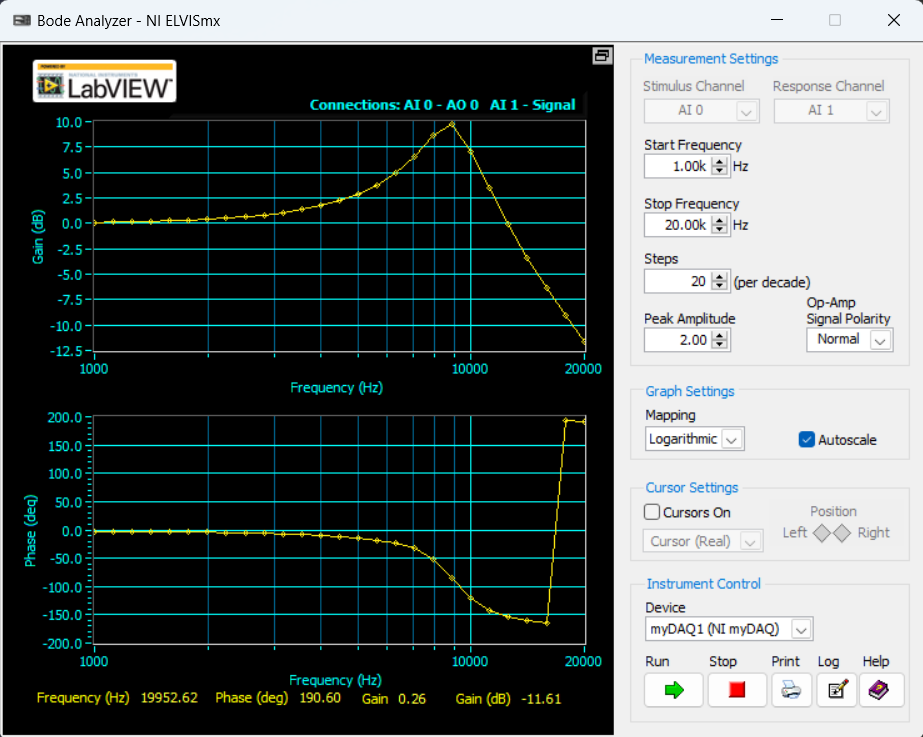 Bode Analyzer - NI ELVISmx
POWERED BY
NATIONAL INSTRUMENTS
LabVIEW™
Connections: AI 0 - AO 0 AI 1 - Signal
10.0
7.5
5.0
2.5
0.0
-2.5
-5.0
-7.5
-10.0
-12.5
Gain (dB)
1000 10000 20000
Frequency (Hz)
200.0
150.0
100.0
50.0
0.0
-50.0
-100.0
-150.0
-200.0
Phase (deg)
1000 10000 20000
Frequency (Hz)
Frequency (Hz) 19952.62 Phase (deg) 190.60 Gain 0.26 Gain (dB) -11.61
Measurement Settings
Stimulus Channel Response Channel
AI 0 AI 1
Start Frequency
1.00k Hz
Stop Frequency
20.00k Hz
Steps
20 (per decade)
Op-Amp
Peak Amplitude Signal Polarity
2.00 Normal
Graph Settings
Mapping
Logarithmic Autoscale
Cursor Settings
Cursors On Position
Cursor (Real) Left Right
Instrument Control
Device
myDAQ1 (NI myDAQ)
Run Stop Print Log Help